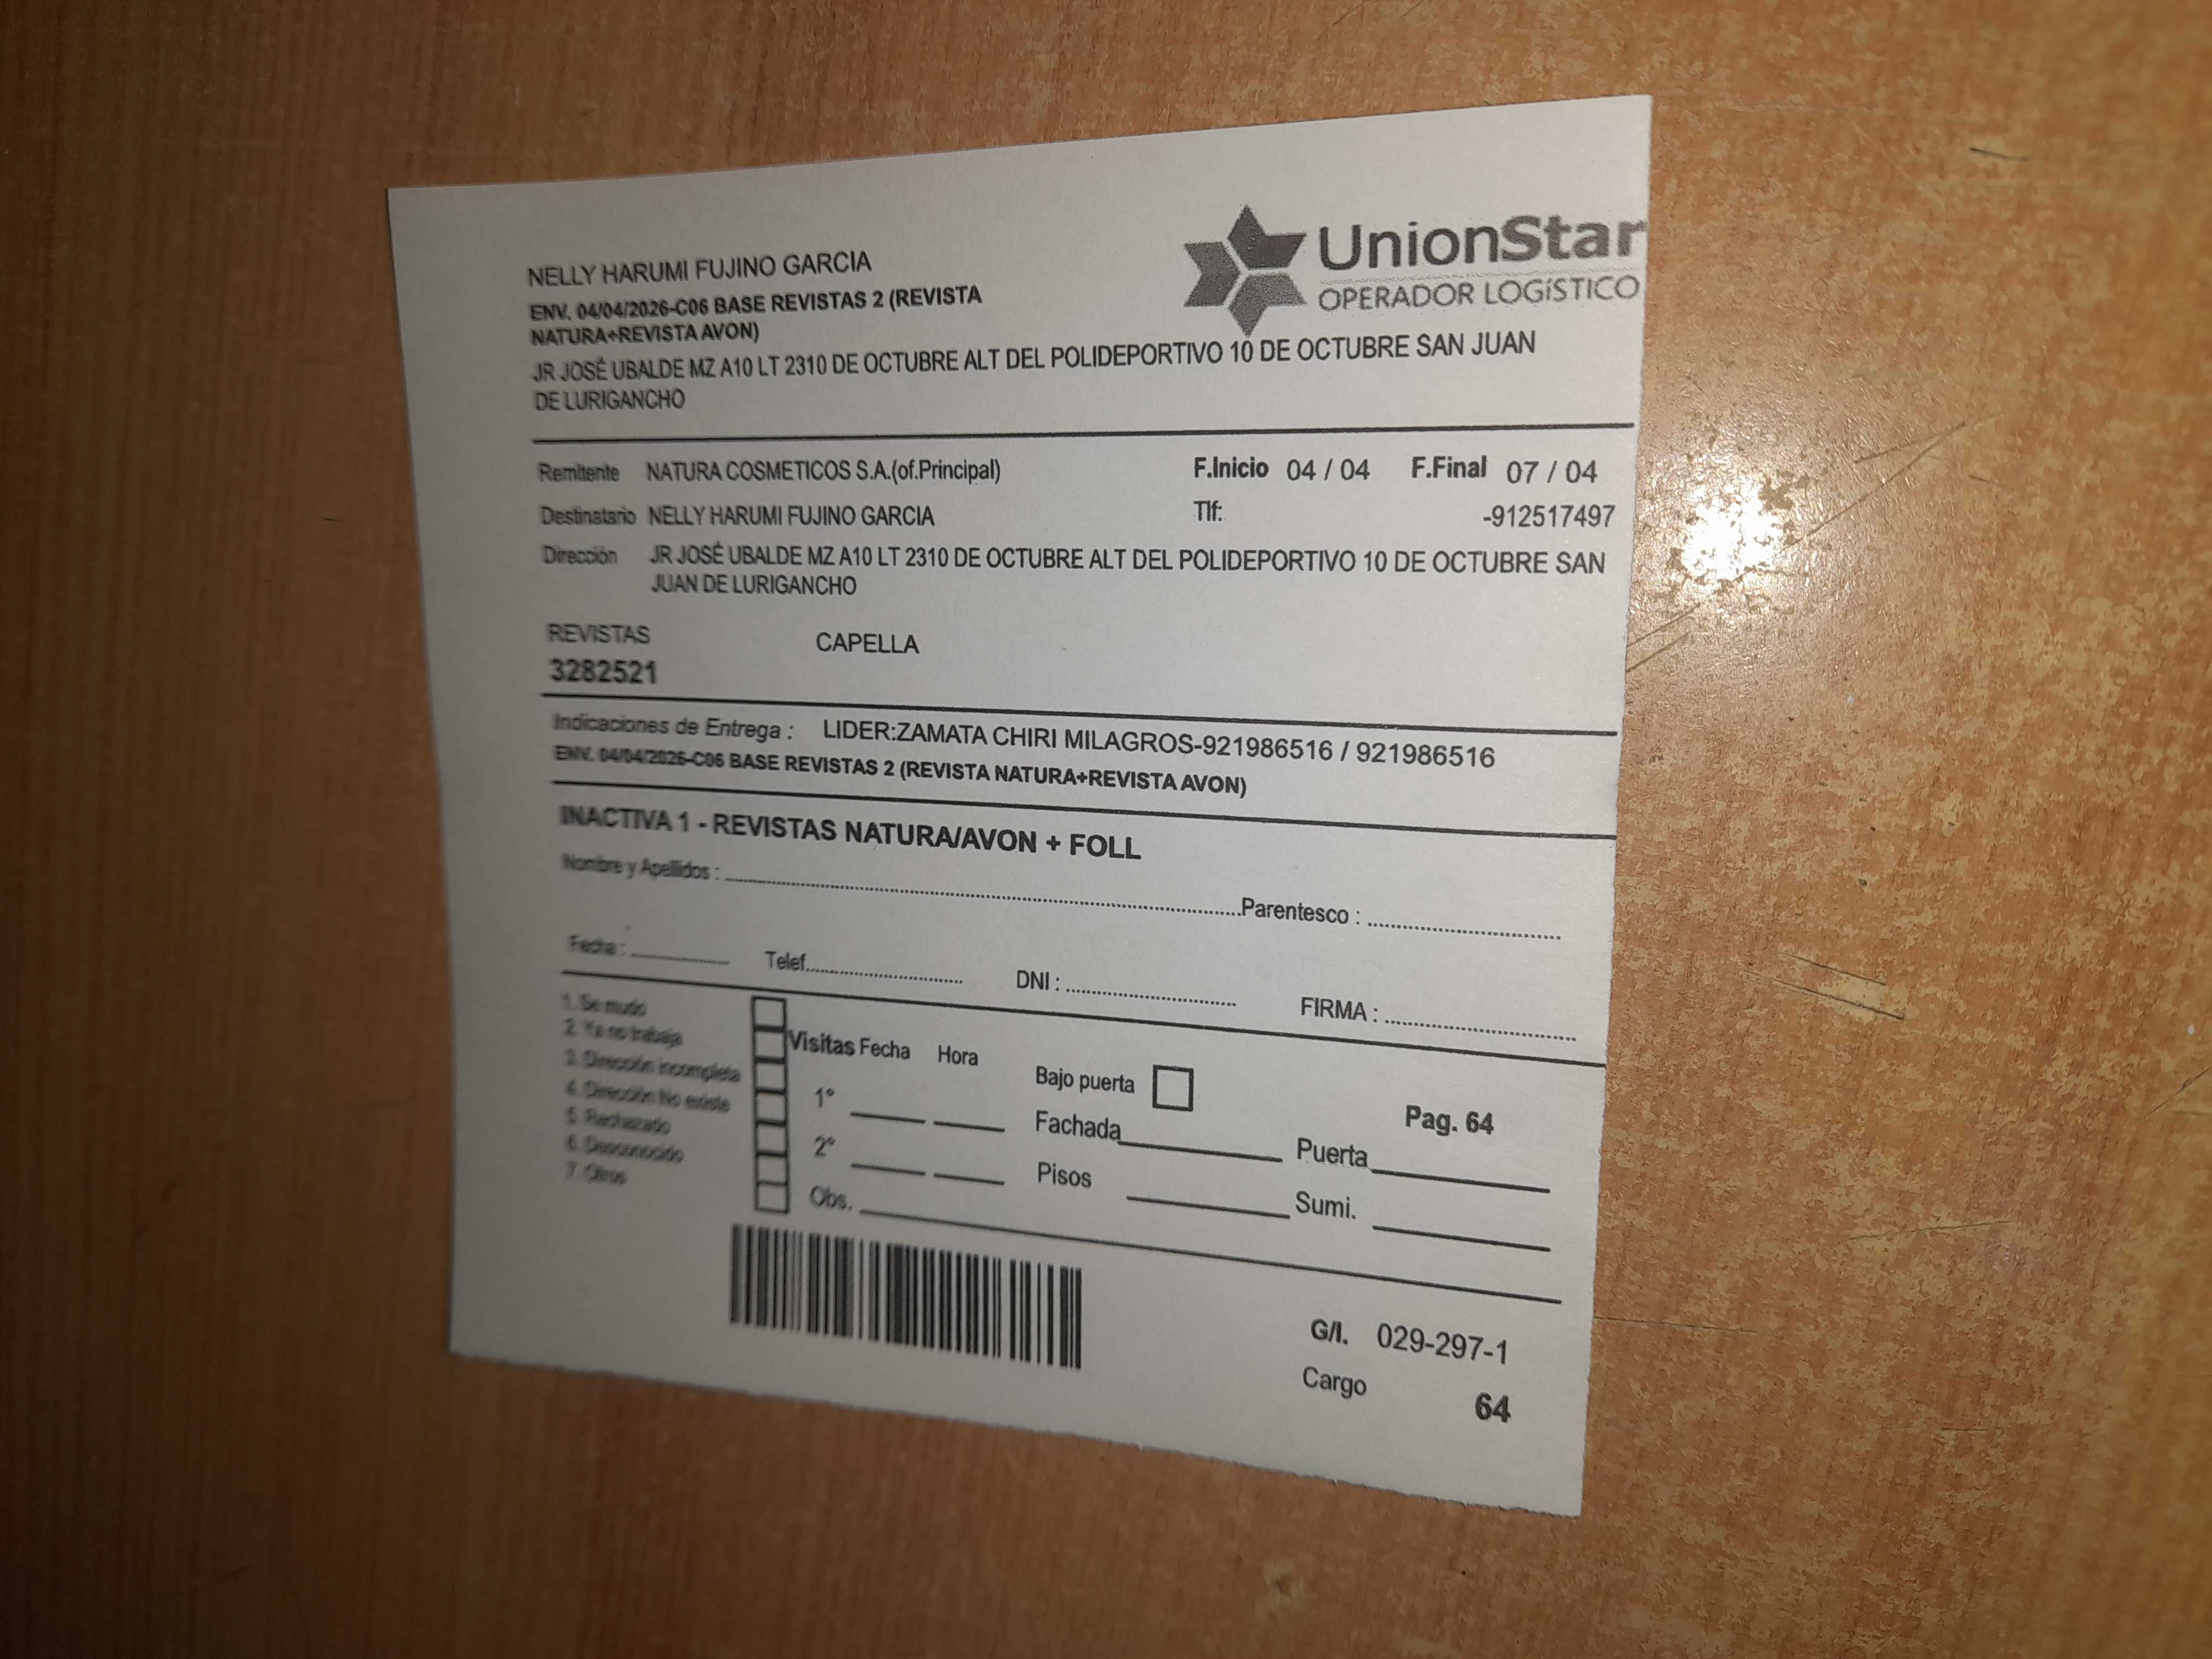 UnionStar
OPERADOR LOGíSTICO
NELLY HARUMI FUJINO GARCIA
ENV. 04/04/2026-C06 BASE REVISTAS 2 (REVISTA
NATURA+REVISTA AVON)
JR JOSÉ UBALDE MZ A10 LT 2310 DE OCTUBRE ALT DEL POLIDEPORTIVO 10 DE OCTUBRE SAN JUAN
DE LURIGANCHO
Remitente NATURA COSMETICOS S.A.(of.Principal) F.Inicio 04 / 04 F.Final 07 / 04
Destinatario NELLY HARUMI FUJINO GARCIA Tlf: -912517497
Dirección JR JOSÉ UBALDE MZ A10 LT 2310 DE OCTUBRE ALT DEL POLIDEPORTIVO 10 DE OCTUBRE SAN
JUAN DE LURIGANCHO
REVISTAS CAPELLA
3282521
Indicaciones de Entrega : LIDER:ZAMATA CHIRI MILAGROS-921986516 / 921986516
ENV. 04/04/2026-C06 BASE REVISTAS 2 (REVISTA NATURA+REVISTA AVON)
INACTIVA 1 - REVISTAS NATURA/AVON + FOLL
Nombre y Apellidos : Parentesco :
Fecha : Telef. DNI : FIRMA :
1. Se mudo
2. Ya no trabaja
3. Dirección incompleta
4. Dirección No existe
5. Rechazado
6. Desconocido
7. Otros
Visitas Fecha Hora
1°
2°
Obs.
Bajo puerta
Pag. 64
Fachada Puerta
Pisos Sumi.
G/I. 029-297-1
Cargo 64